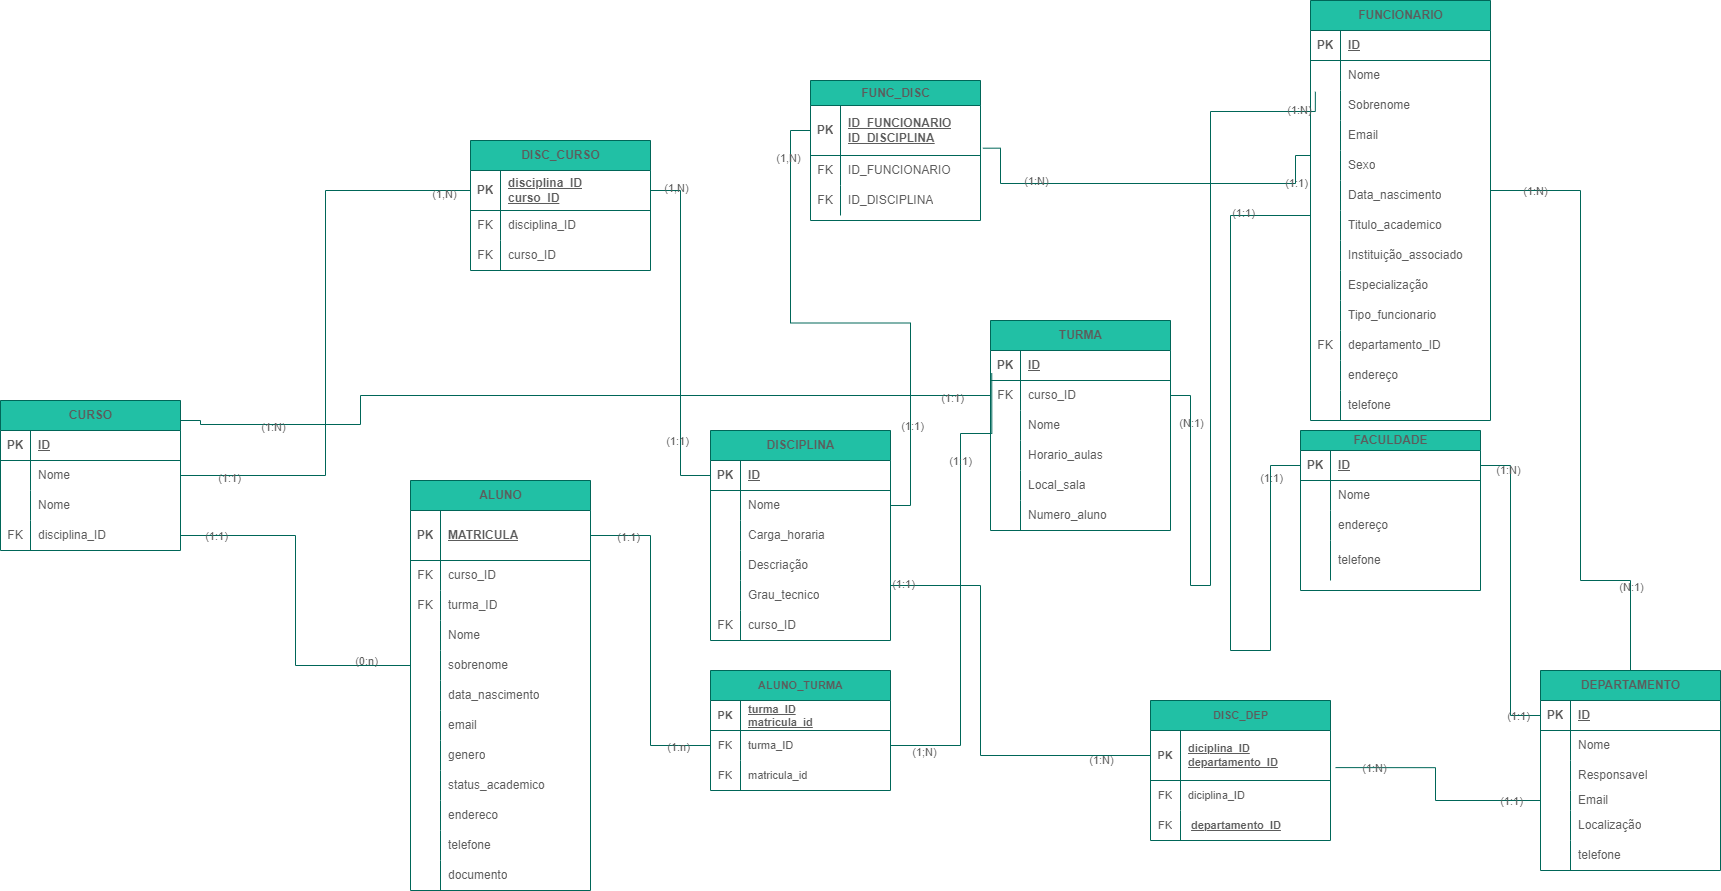 FUNCIONARIO
PK ID
Nome
Sobrenome
Email
Sexo
Data_nascimento
Titulo_academico
Instituição_associado
Especialização
Tipo_funcionario
FK departamento_ID
endereço
telefone
FUNC_DISC
PK ID_FUNCIONARIO
ID_DISCIPLINA
FK ID_FUNCIONARIO
FK ID_DISCIPLINA
DISC_CURSO
PK disciplina_ID
curso_ID
FK disciplina_ID
FK curso_ID
(1:N)
(1,N)
(1:N)
(1:1)
(1,N)
(1,N)
(1:N)
(1:1)
TURMA
PK ID
FK curso_ID
Nome
Horario_aulas
Local_sala
Numero_aluno
CURSO
PK ID
Nome
Nome
FK disciplina_ID
(1:1)
(1:N)
(1:1)
(N:1)
(1:1)
(1:1)
(1:1)
(1:1)
(1:N)
DISCIPLINA
PK ID
Nome
Carga_horaria
Descriação
Grau_tecnico
FK curso_ID
FACULDADE
PK ID
Nome
endereço
telefone
ALUNO
PK MATRICULA
FK curso_ID
FK turma_ID
Nome
sobrenome
data_nascimento
email
genero
status_academico
endereco
telefone
documento
(1:1)
(1:1)
(1:1)
(N:1)
(0:n)
ALUNO_TURMA
PK turma_ID
matricula_id
FK turma_ID
FK matricula_id
(1:n)
(1;N)
(1:N)
(1:1)
DISC_DEP
PK diciplina_ID
departamento_ID
FK diciplina_ID
FK departamento_ID
(1:N)
(1:1)
DEPARTAMENTO
PK ID
Nome
Responsavel
Email
Localização
telefone